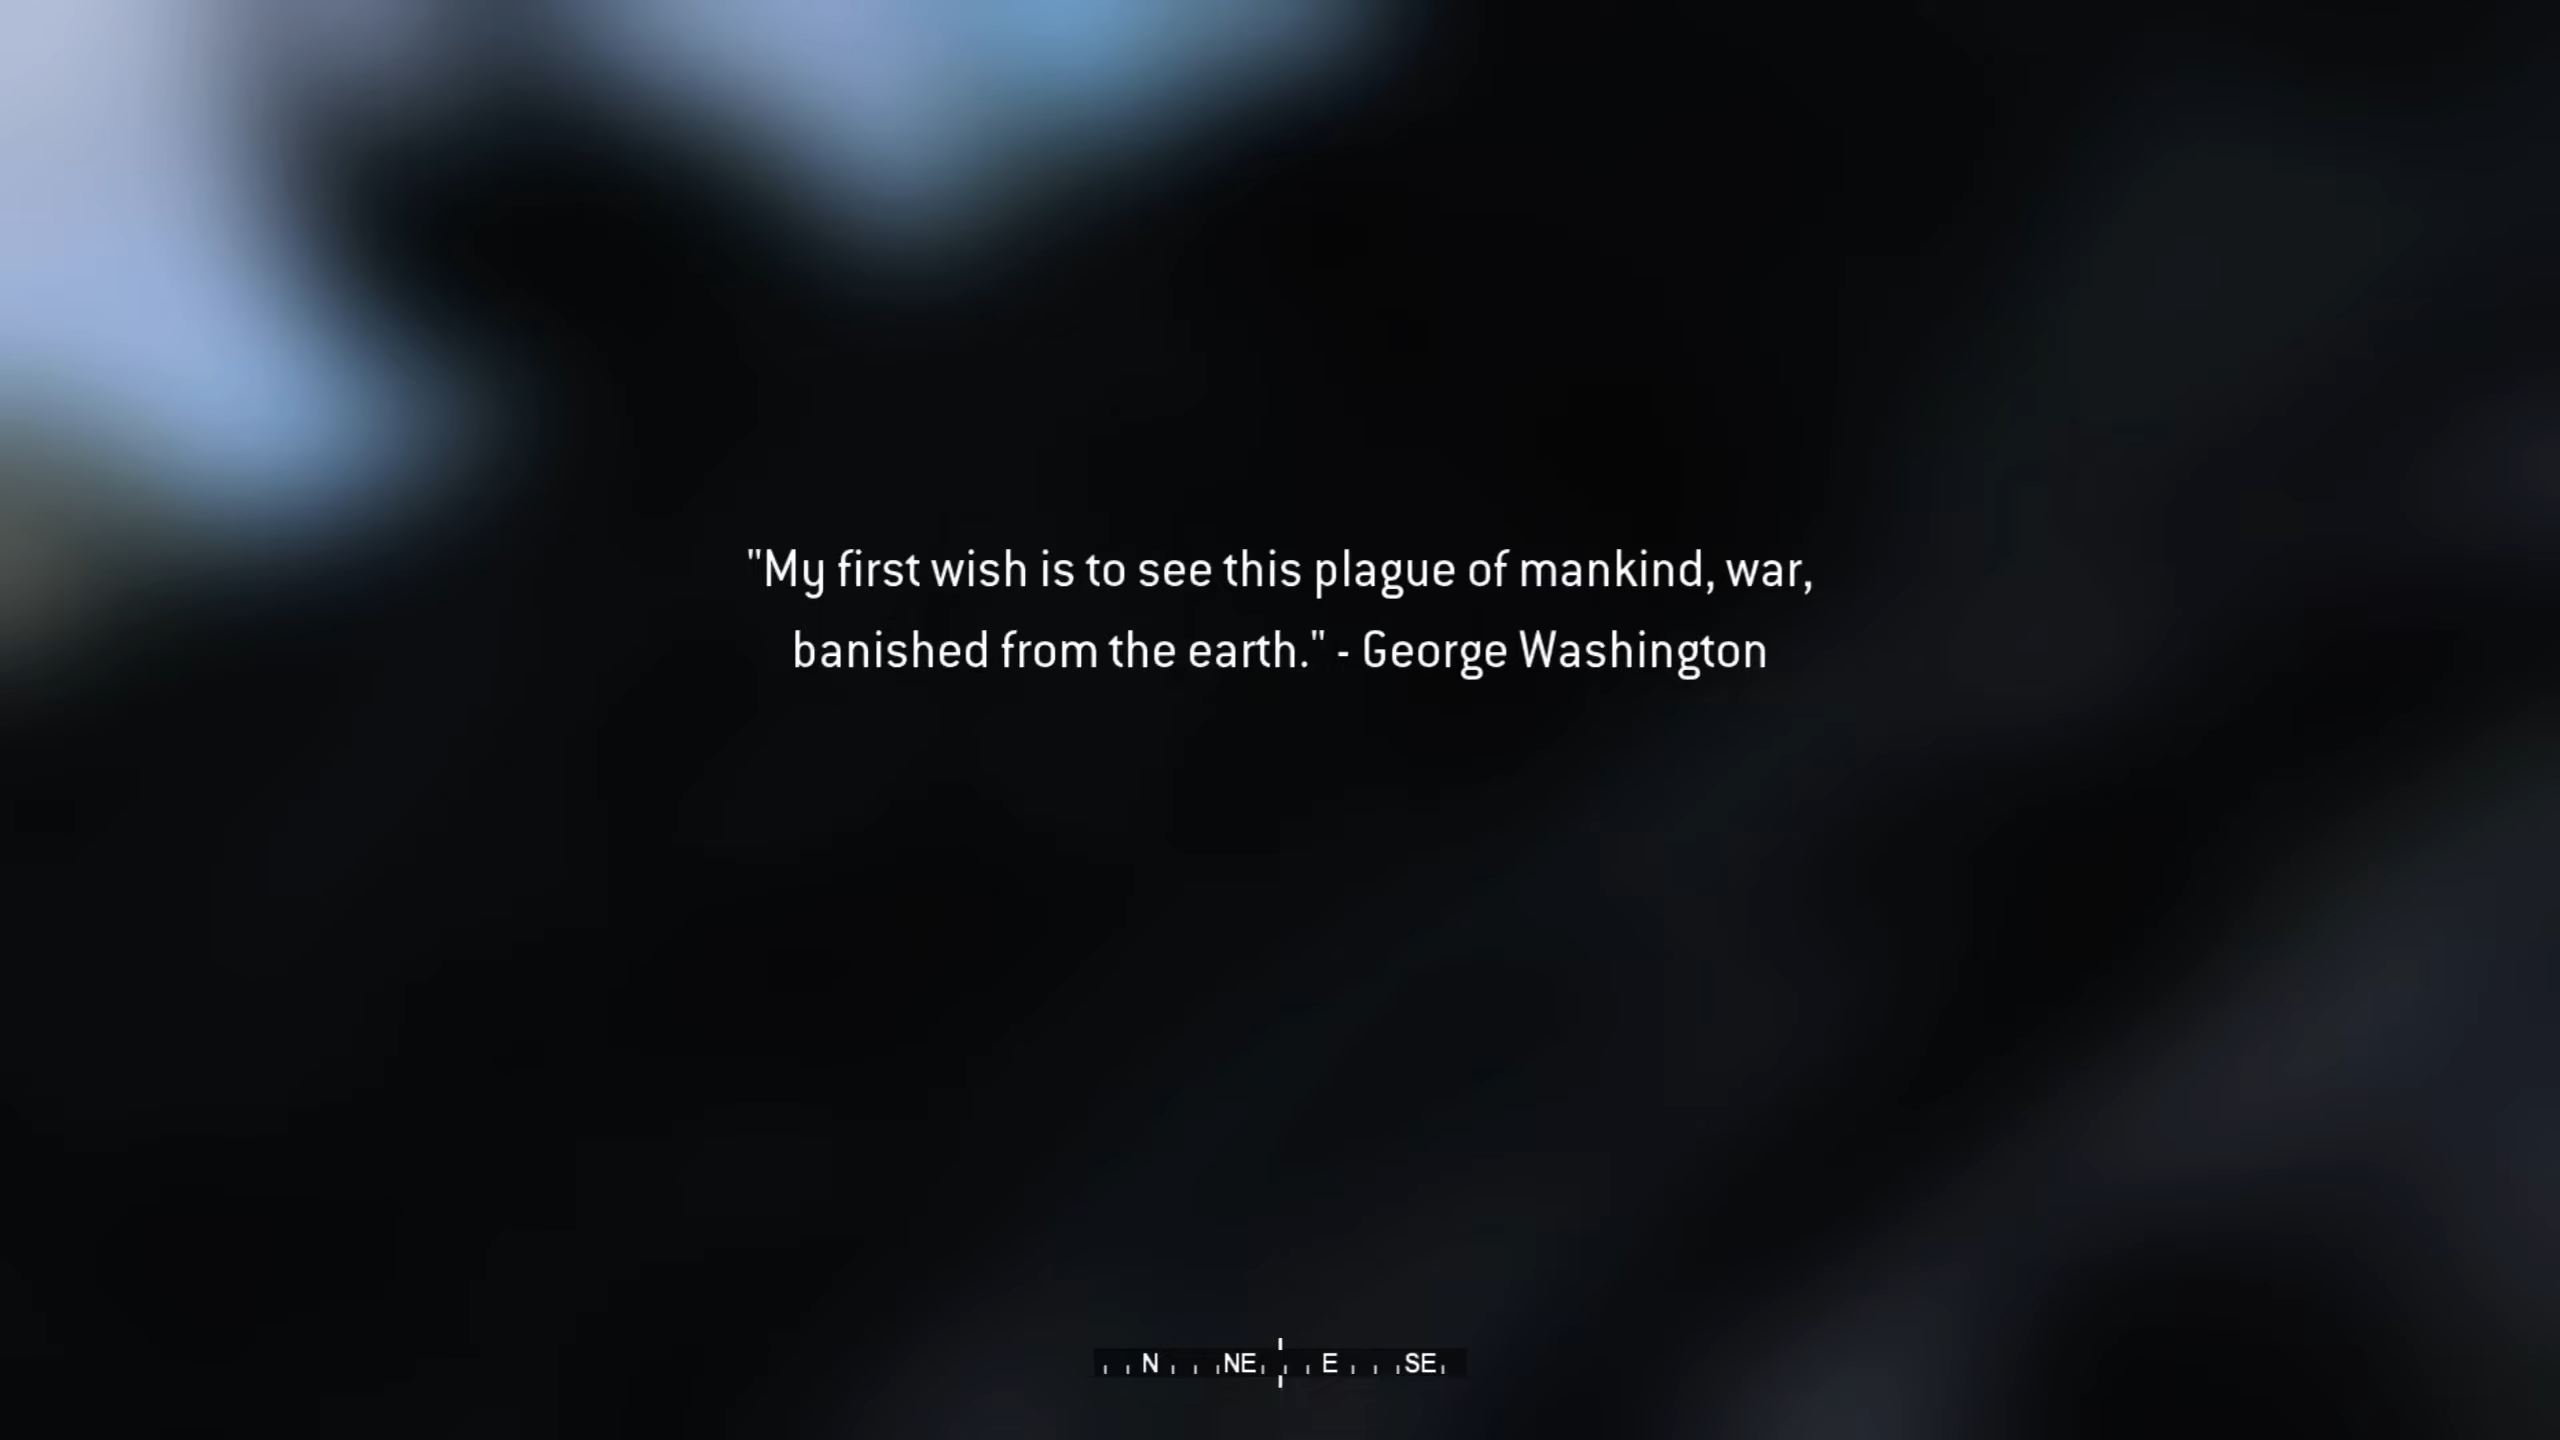 "My first wish is to see this plague of mankind, war,
banished from the earth." - George Washington
N NE E SE